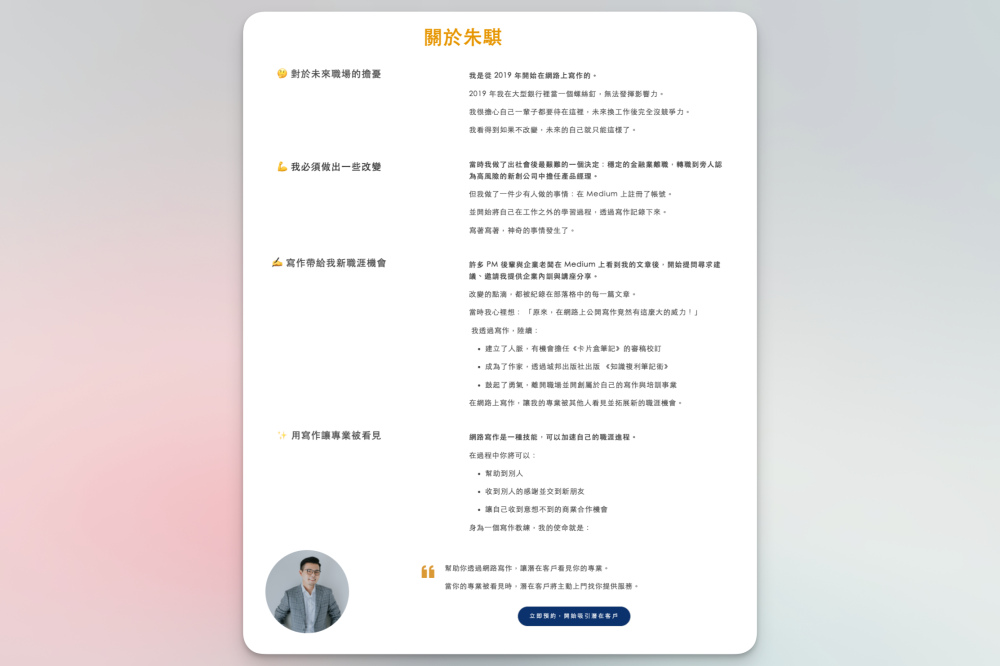 關於朱騏
🤔 對於未來職場的擔憂
我是從 2019 年開始在網路上寫作的。
2019 年我在大型銀行裡當一個螺絲釘，無法發揮影響力。
我很擔心自己一輩子都要待在這裡，未來換工作後完全沒競爭力。
我看得到如果不改變，未來的自己就只能這樣了。
💪 我必須做出一些改變
當時我做了出社會後最艱難的一個決定：穩定的金融業離職，轉職到旁人認
為高風險的新創公司中擔任產品經理。
但我做了一件少有人做的事情：在 Medium 上註冊了帳號。
並開始將自己在工作之外的學習過程，透過寫作記錄下來。
寫著寫著，神奇的事情發生了。
✍️ 寫作帶給我新職涯機會
許多 PM 後輩與企業老闆在 Medium 上看到我的文章後，開始提問尋求建
議、邀請我提供企業內訓與講座分享。
改變的點滴，都被紀錄在部落格中的每一篇文章。
當時我心裡想：「原來，在網路上公開寫作竟然有這麼大的威力！」
我透過寫作，陸續：
• 建立了人脈，有機會擔任《卡片盒筆記》的審稿校訂
• 成為了作家，透過城邦出版社出版 《知識複利筆記術》
• 鼓起了勇氣，離開職場並開創屬於自己的寫作與培訓事業
在網路上寫作，讓我的專業被其他人看見並拓展新的職涯機會。
✨ 用寫作讓專業被看見
網路寫作是一種技能，可以加速自己的職涯進程。
在過程中你將可以：
• 幫助到別人
• 收到別人的感謝並交到新朋友
• 讓自己收到意想不到的商業合作機會
身為一個寫作教練，我的使命就是：
幫助你透過網路寫作，讓潛在客戶看見你的專業。
當你的專業被看見時，潛在客戶將主動上門找你提供服務。
立即預約，開始吸引潛在客戶